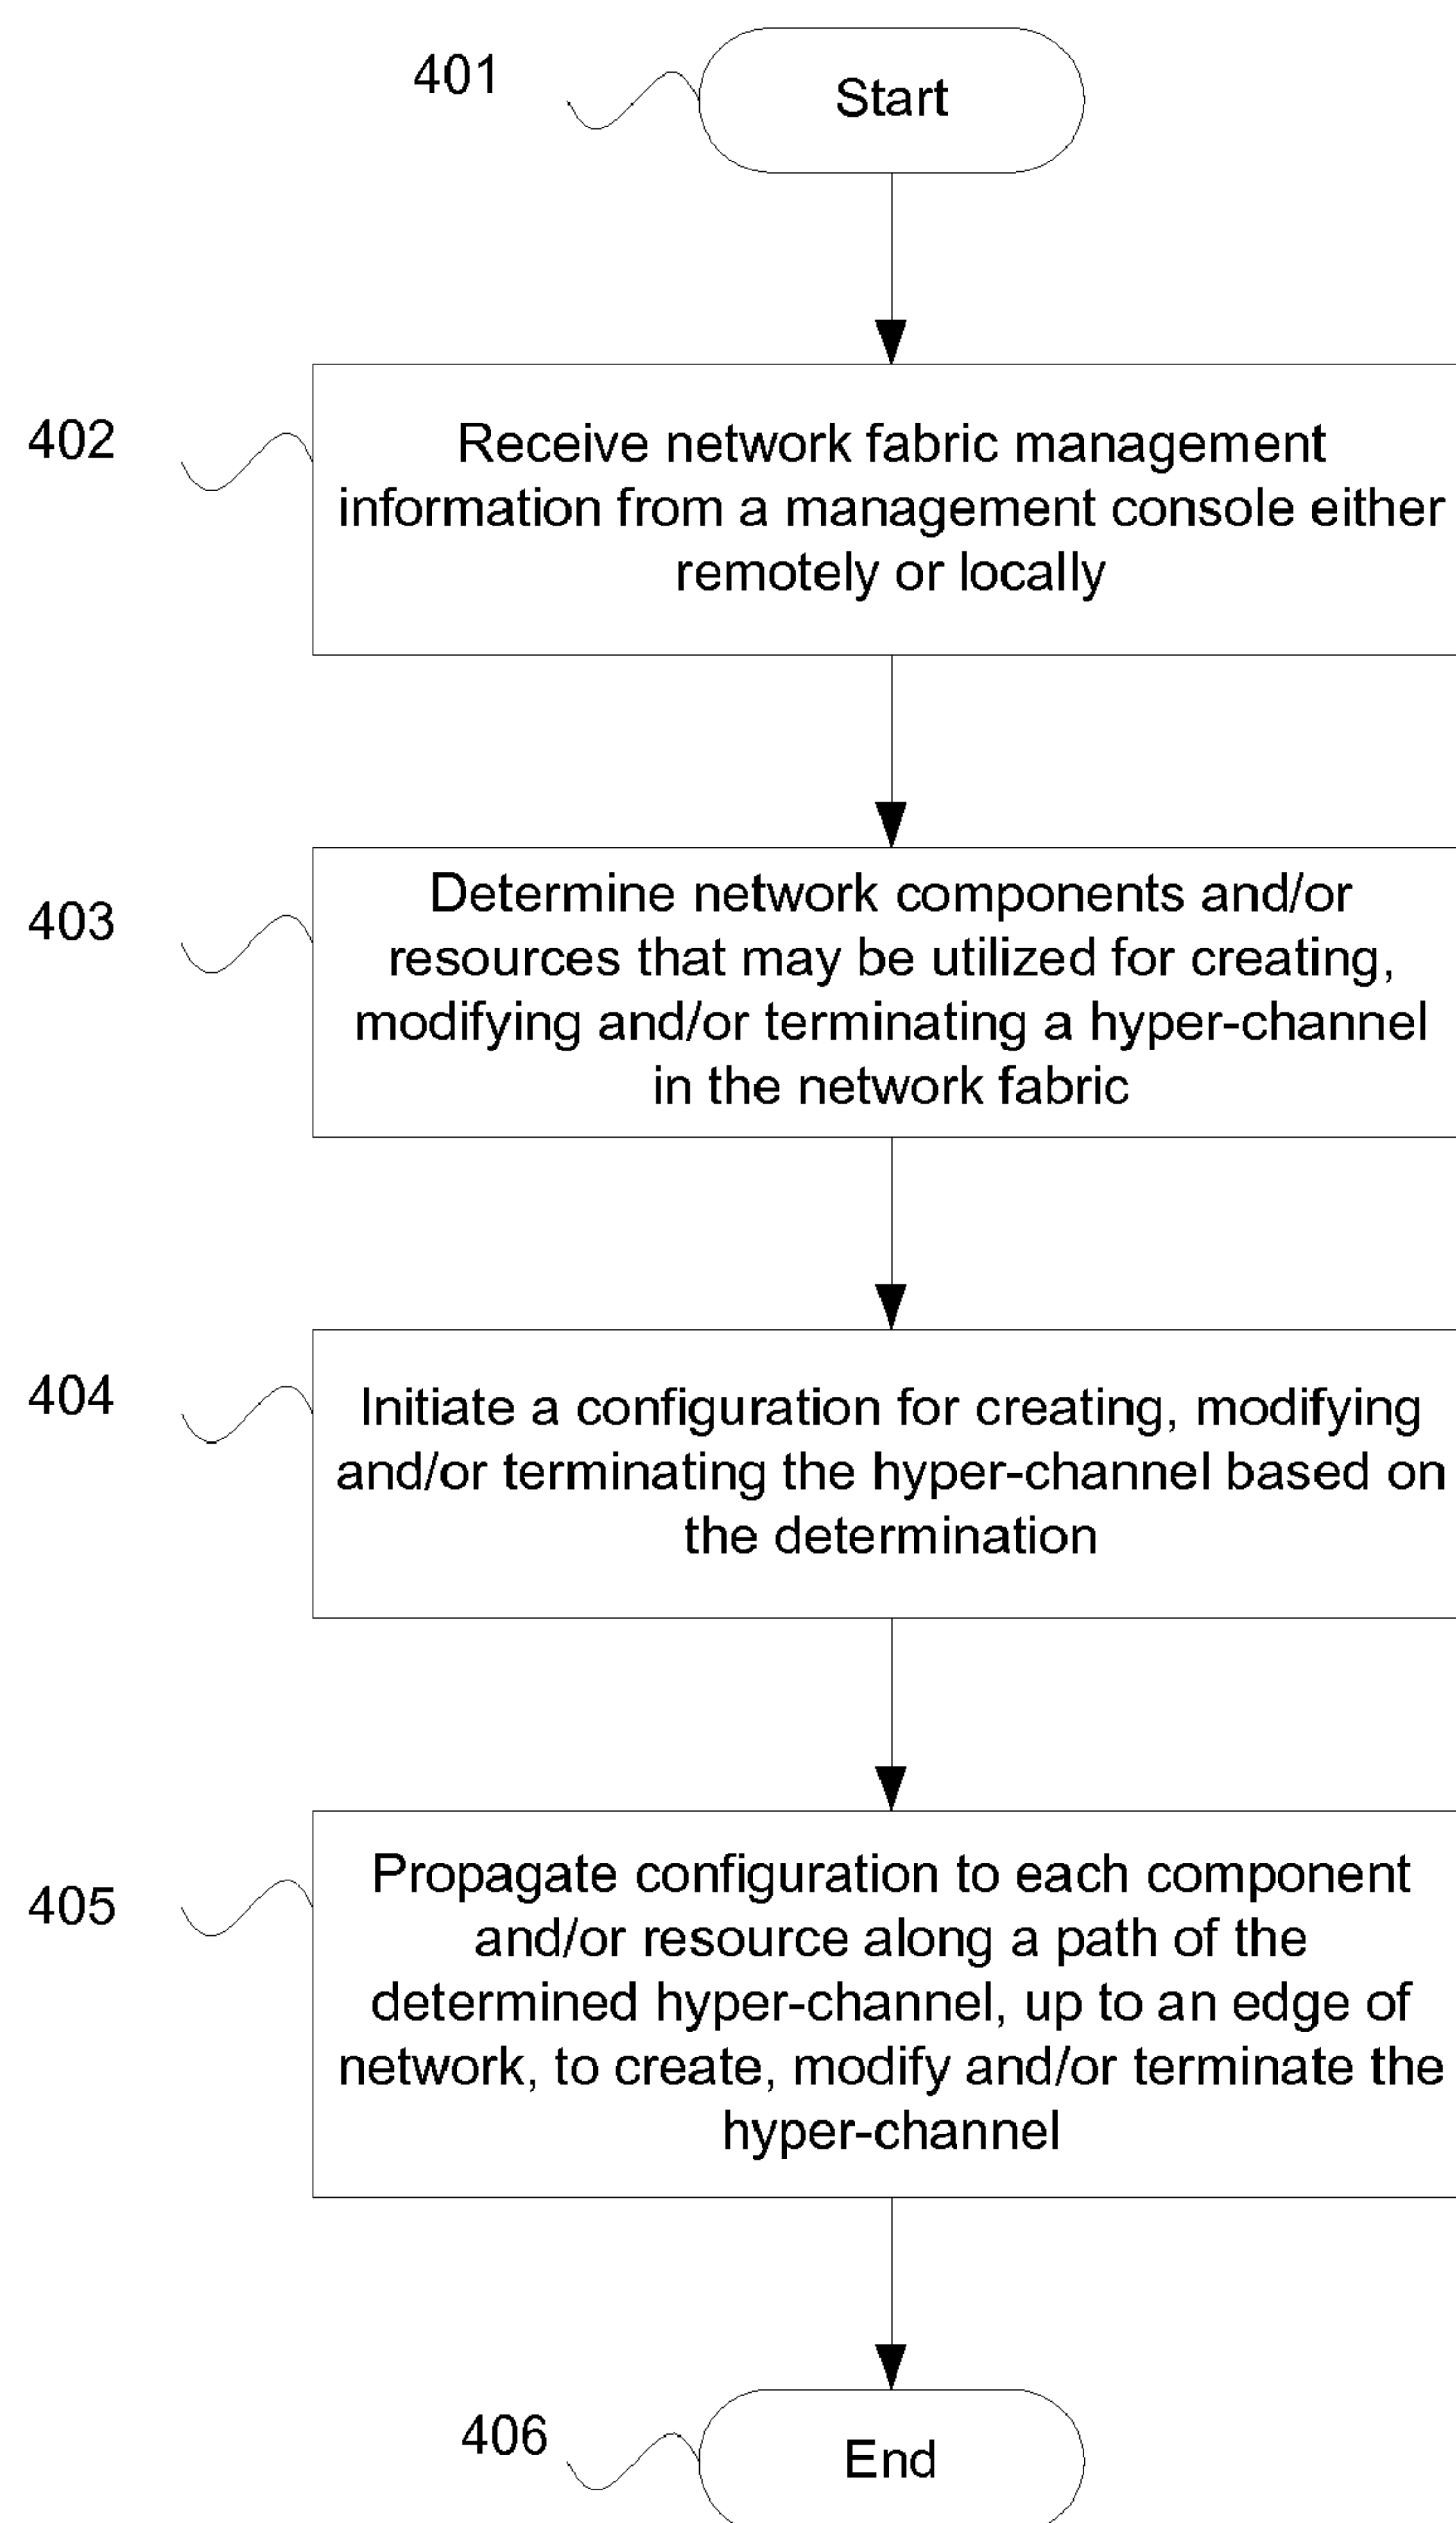 401
Start
402
Receive network fabric management
information from a management console either
remotely or locally
403
Determine network components and/or
resources that may be utilized for creating,
modifying and/or terminating a hyper-channel
in the network fabric
404
Initiate a configuration for creating, modifying
and/or terminating the hyper-channel based on
the determination
405
Propagate configuration to each component
and/or resource along a path of the
determined hyper-channel, up to an edge of
network, to create, modify and/or terminate the
hyper-channel
406
End